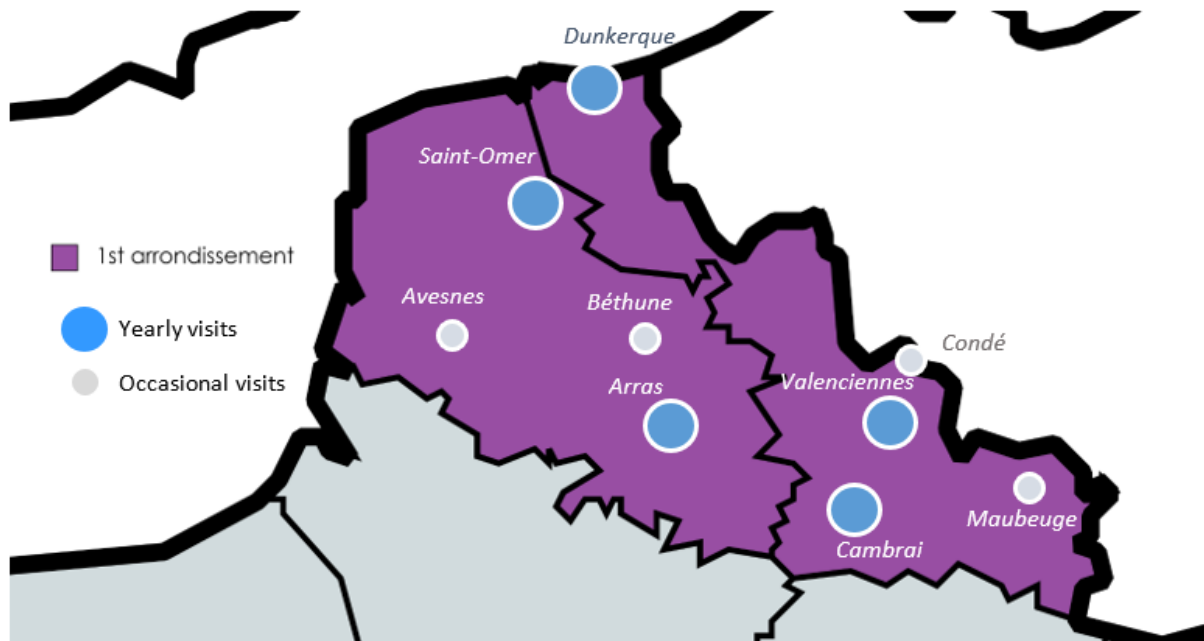 Dunkerque
Saint-Omer
1st arrondissement
Avesnes
Béthune
Yearly visits
Condé
Occasional visits
Arras
Valenciennes
Maubeuge
Cambrai